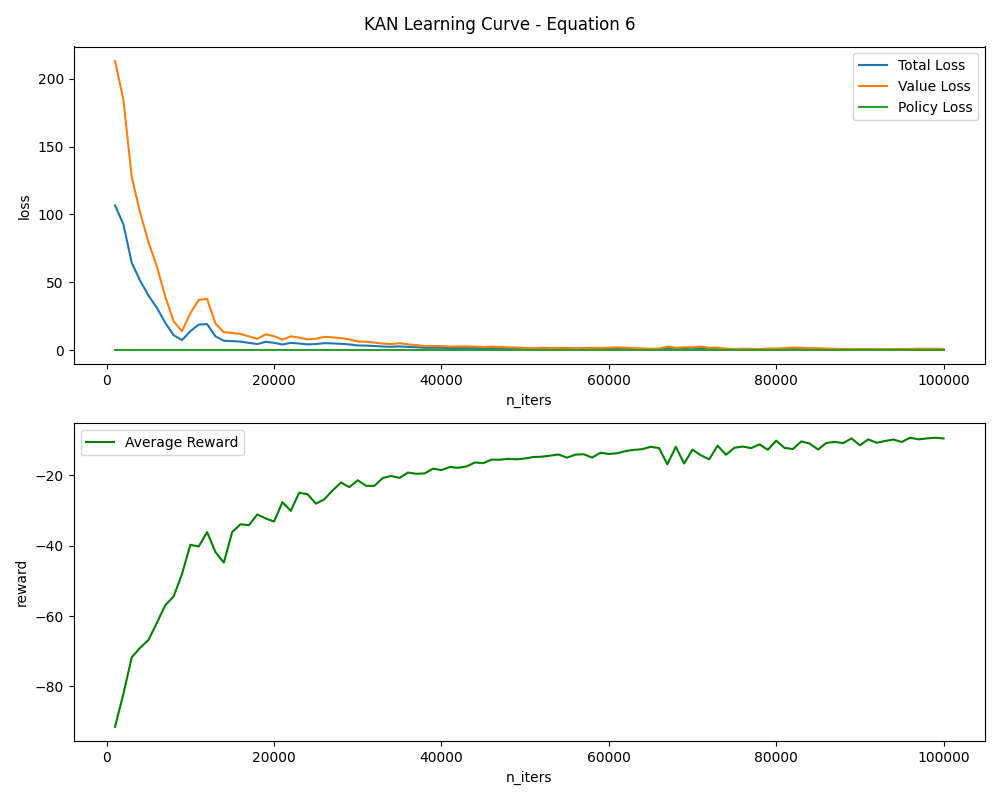 KAN Learning Curve - Equation 6
Total Loss
Value Loss
Policy Loss
loss
200
150
100
50
0
0 20000 40000 60000 80000 100000
n_iters
Average Reward
reward
−20
−40
−60
−80
0 20000 40000 60000 80000 100000
n_iters